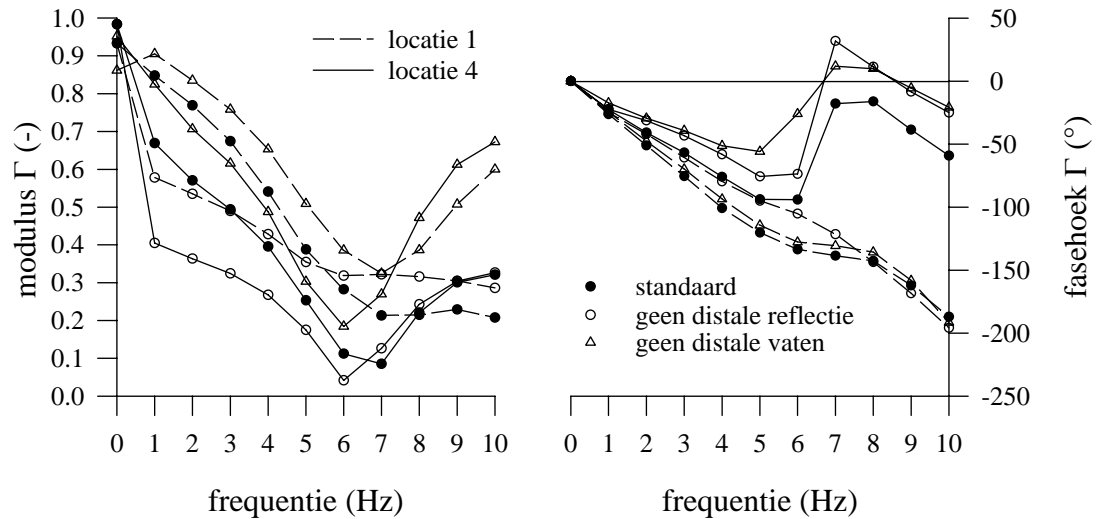 modulus Γ (-)
1.0
0.9
0.8
0.7
0.6
0.5
0.4
0.3
0.2
0.1
0.0
locatie 1
locatie 4
0 1 2 3 4 5 6 7 8 9 10
frequentie (Hz)
50
0
-50
-100
-150
-200
-250
fasehoek Γ (°)
standaard
geen distale reflectie
geen distale vaten
0 1 2 3 4 5 6 7 8 9 10
frequentie (Hz)